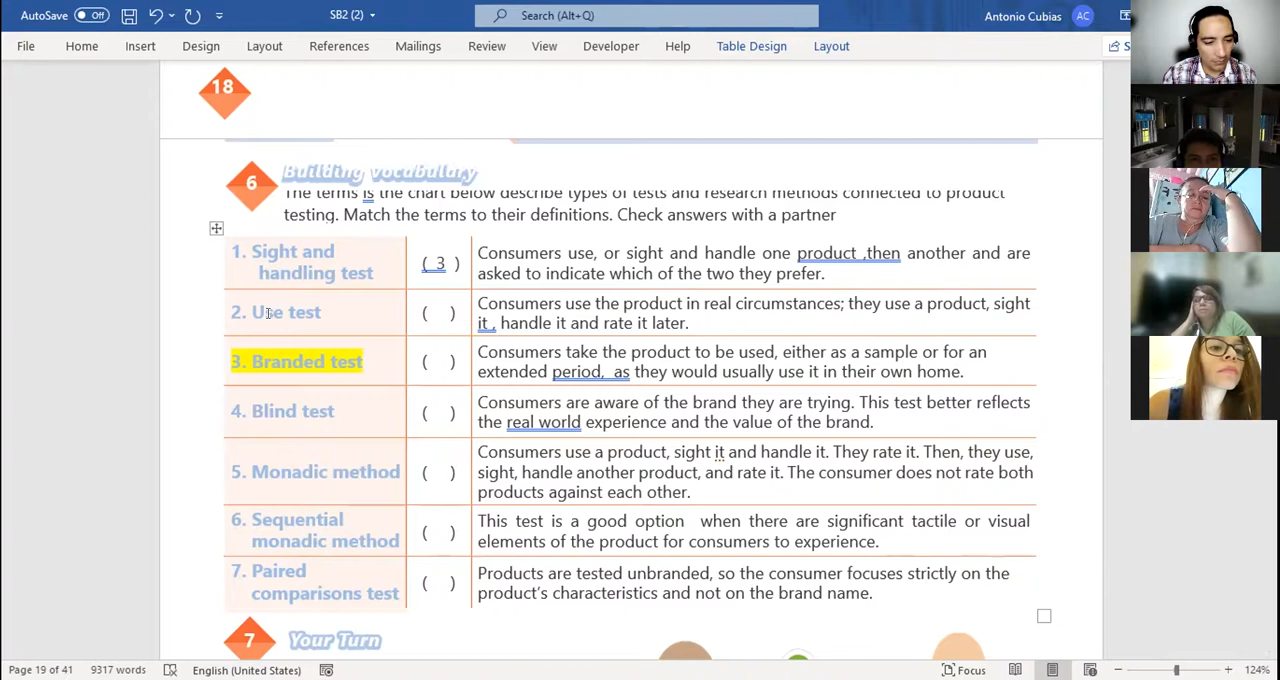 AutoSave Off SB2 (2) Search (Alt+Q) Antonio Cubias AC
File Home Insert Design Layout References Mailings Review View Developer Help Table Design Layout
18
6 Building vocabulary
The terms is the chart below describe types of tests and research methods connected to product
testing. Match the terms to their definitions. Check answers with a partner
1. Sight and
handling test
( 3 )
Consumers use, or sight and handle one product ,then another and are
asked to indicate which of the two they prefer.
2. Use test
( )
Consumers use the product in real circumstances; they use a product, sight
it , handle it and rate it later.
3. Branded test
( )
Consumers take the product to be used, either as a sample or for an
extended period, as they would usually use it in their own home.
4. Blind test
( )
Consumers are aware of the brand they are trying. This test better reflects
the real world experience and the value of the brand.
5. Monadic method
( )
Consumers use a product, sight it and handle it. They rate it. Then, they use,
sight, handle another product, and rate it. The consumer does not rate both
products against each other.
6. Sequential
monadic method
( )
This test is a good option when there are significant tactile or visual
elements of the product for consumers to experience.
7. Paired
comparisons test
( )
Products are tested unbranded, so the consumer focuses strictly on the
product's characteristics and not on the brand name.
7 Your Turn
Page 19 of 41 9317 words English (United States) Focus 124%